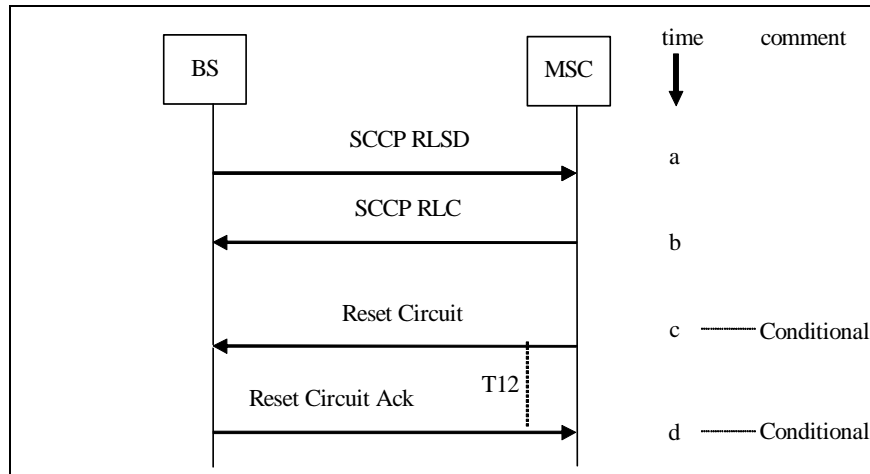 time comment
BS MSC
SCCP RLSD
a
SCCP RLC
b
Reset Circuit
c Conditional
T12
Reset Circuit Ack
d Conditional